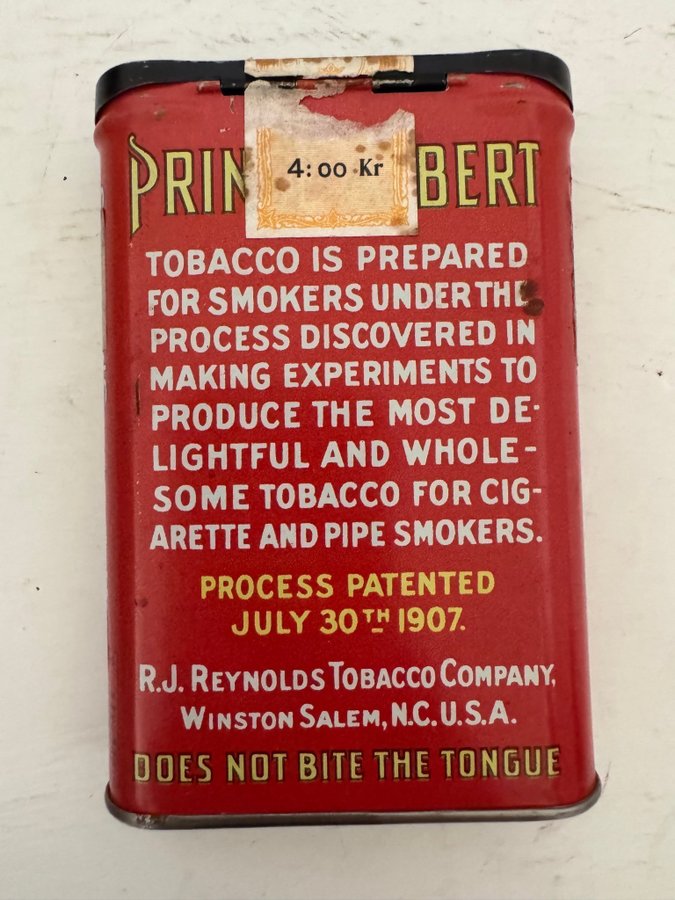 PRIN BERT
4:00 Kr
TOBACCO IS PREPARED
FOR SMOKERS UNDER THE
PROCESS DISCOVERED IN
MAKING EXPERIMENTS TO
PRODUCE THE MOST DE-
LIGHTFUL AND WHOLE-
SOME TOBACCO FOR CIG-
ARETTE AND PIPE SMOKERS.
PROCESS PATENTED
JULY 30TH 1907.
R.J. REYNOLDS TOBACCO COMPANY,
WINSTON SALEM, N.C. U.S.A.
DOES NOT BITE THE TONGUE